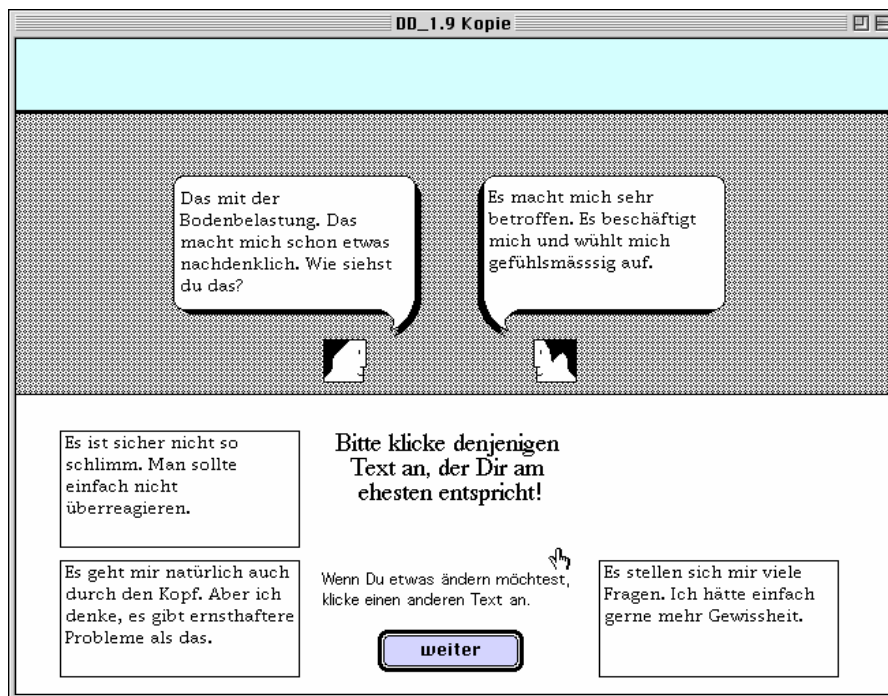 DD_1.9 Kopie
Das mit der
Bodenbelastung. Das
macht mich schon etwas
nachdenklich. Wie siehst
du das?
Es macht mich sehr
betroffen. Es beschäftigt
mich und wühlt mich
gefühlsmässsig auf.
Es ist sicher nicht so
schlimm. Man sollte
einfach nicht
überreagieren.
Bitte klicke denjenigen
Text an, der Dir am
ehesten entspricht!
Es geht mir natürlich auch
durch den Kopf. Aber ich
denke, es gibt ernsthaftere
Probleme als das.
Wenn Du etwas ändern möchtest,
klicke einen anderen Text an.
weiter
Es stellen sich mir viele
Fragen. Ich hätte einfach
gerne mehr Gewissheit.